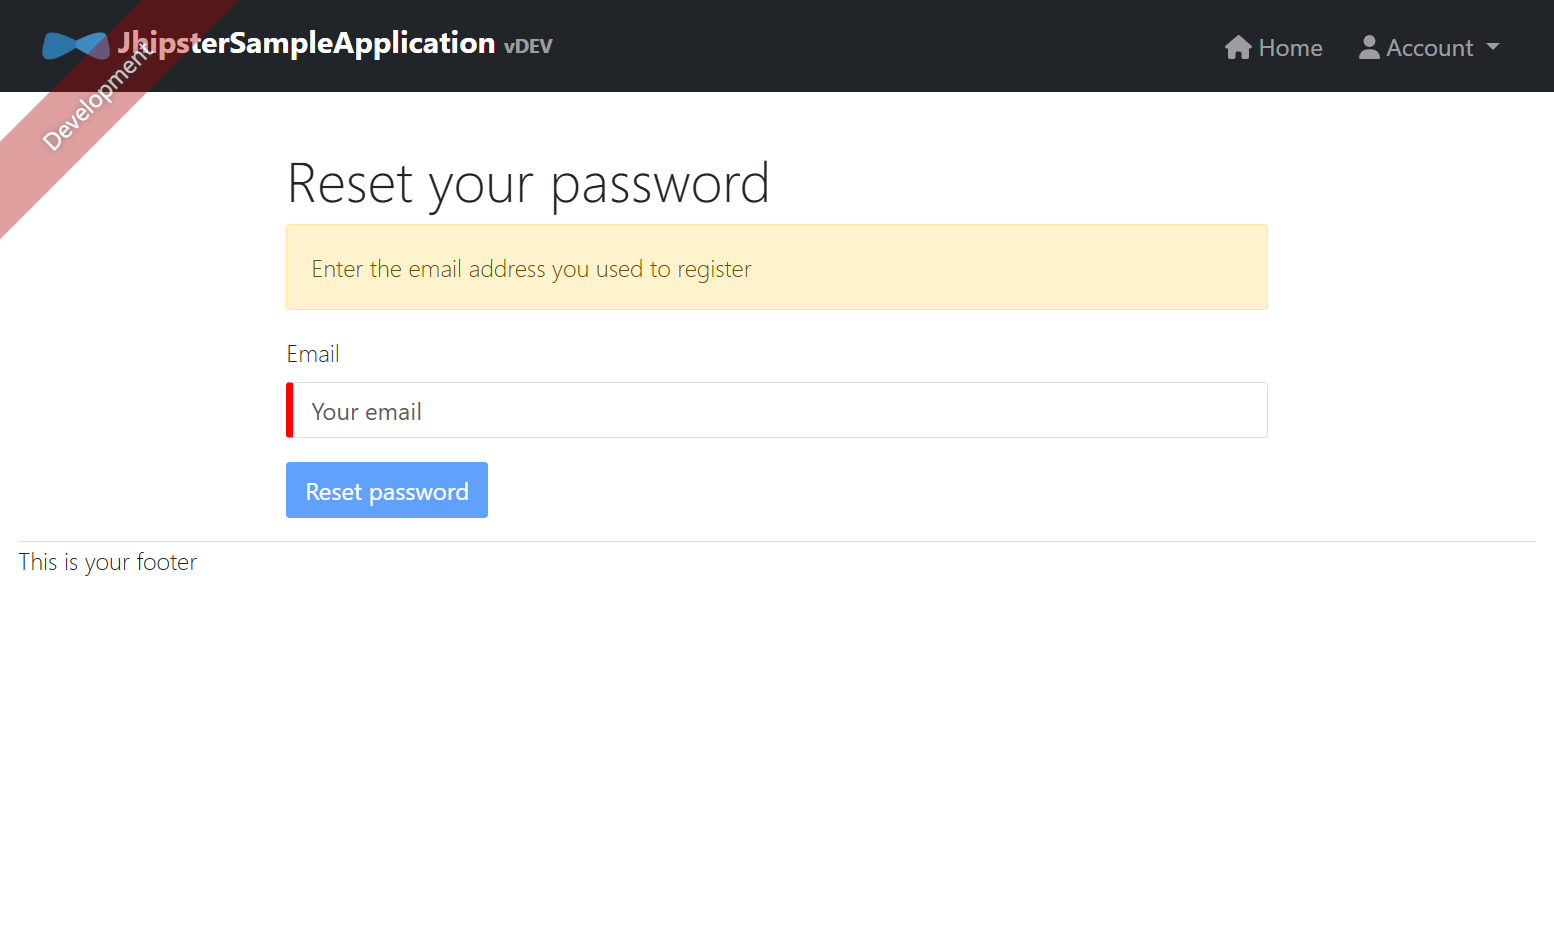 JhipsterSampleApplication vDEV
Home
Account
Development
Reset your password
Enter the email address you used to register
Email
Your email
Reset password
This is your footer